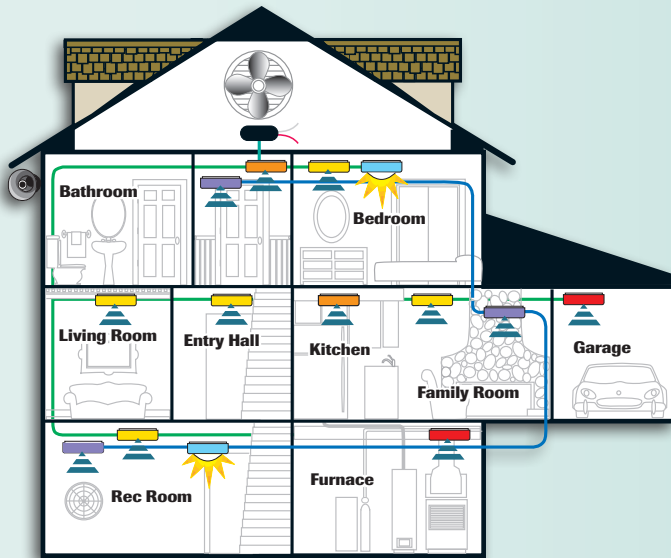 Bathroom
Bedroom
Living Room
Entry Hall
Kitchen
Family Room
Garage
Rec Room
Furnace